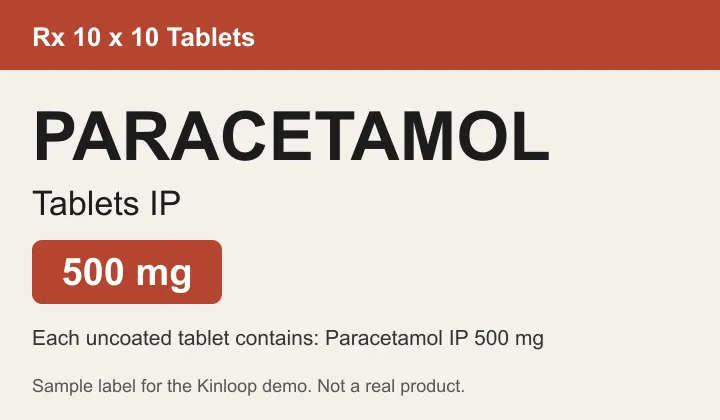 Rx 10 x 10 Tablets
PARACETAMOL
Tablets IP
500 mg
Each uncoated tablet contains: Paracetamol IP 500 mg
Sample label for the Kinloop demo. Not a real product.